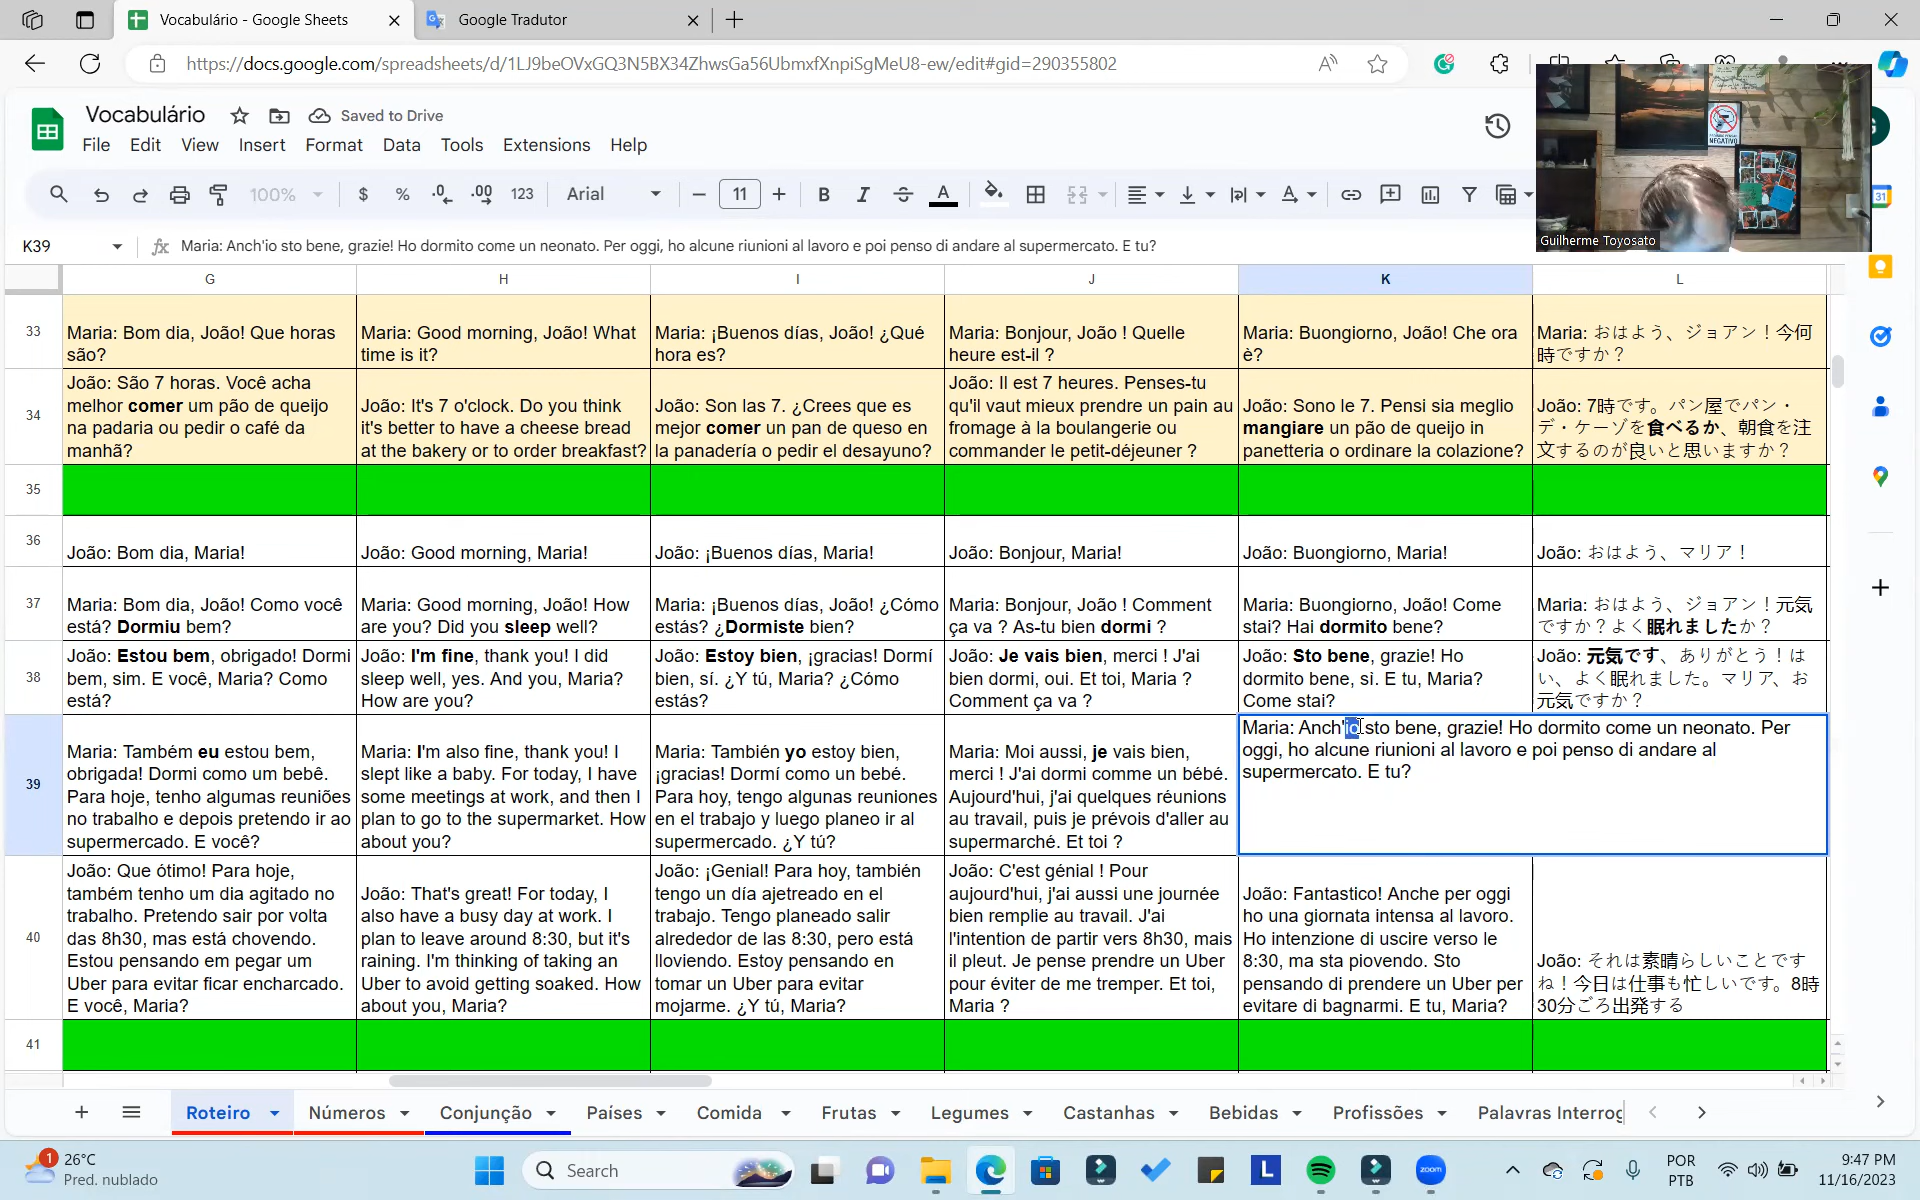 Vocabulário - Google Sheets
Google Tradutor
https://docs.google.com/spreadsheets/d/1LJ9beOVxGQ3N5BX34ZhwsGa56UbmxfXnpiSgMeU8-ew/edit#gid=290355802
Vocabulário
Saved to Drive
File Edit View Insert Format Data Tools Extensions Help
100% $ % .0 .00 123 Arial 11
K39
Maria: Anch'io sto bene, grazie! Ho dormito come un neonato. Per oggi, ho alcune riunioni al lavoro e poi penso di andare al supermercato. E tu?
NEGATIVO
Guilherme Toyosato
31
G H I J K L
33
Maria: Bom dia, João! Que horas
são?
Maria: Good morning, João! What
time is it?
Maria: ¡Buenos días, João! ¿Qué
hora es?
Maria: Bonjour, João ! Quelle
heure est-il ?
Maria: Buongiorno, João! Che ora
è?
Maria: おはよう、ジョアン！今何
時ですか？
34
João: São 7 horas. Você acha
melhor comer um pão de queijo
na padaria ou pedir o café da
manhã?
João: It's 7 o'clock. Do you think
it's better to have a cheese bread
at the bakery or to order breakfast?
João: Son las 7. ¿Crees que es
mejor comer un pan de queso en
la panadería o pedir el desayuno?
João: Il est 7 heures. Penses-tu
qu'il vaut mieux prendre un pain au
fromage à la boulangerie ou
commander le petit-déjeuner ?
João: Sono le 7. Pensi sia meglio
mangiare un pão de queijo in
panetteria o ordinare la colazione?
João: 7時です。パン屋でパン・
デ・ケーゾを食べるか、朝食を注
文するのが良いと思いますか？
35
36
João: Bom dia, Maria!
João: Good morning, Maria!
João: ¡Buenos días, Maria!
João: Bonjour, Maria!
João: Buongiorno, Maria!
João: おはよう、マリア！
37
Maria: Bom dia, João! Como você
está? Dormiu bem?
Maria: Good morning, João! How
are you? Did you sleep well?
Maria: ¡Buenos días, João! ¿Cómo
estás? ¿Dormiste bien?
Maria: Bonjour, João ! Comment
ça va ? As-tu bien dormi ?
Maria: Buongiorno, João! Come
stai? Hai dormito bene?
Maria: おはよう、ジョアン！元気
ですか？よく眠れましたか？
38
João: Estou bem, obrigado! Dormi
bem, sim. E você, Maria? Como
está?
João: I'm fine, thank you! I did
sleep well, yes. And you, Maria?
How are you?
João: Estoy bien, ¡gracias! Dormí
bien, sí. ¿Y tú, Maria? ¿Cómo
estás?
João: Je vais bien, merci ! J'ai
bien dormi, oui. Et toi, Maria ?
Comment ça va ?
João: Sto bene, grazie! Ho
dormito bene, si. E tu, Maria?
Come stai?
João: 元気です、ありがとう！は
い、よく眠れました。マリア、お
元気ですか？
39
Maria: Também eu estou bem,
obrigada! Dormi como um bebê.
Para hoje, tenho algumas reuniões
no trabalho e depois pretendo ir ao
supermercado. E você?
Maria: I'm also fine, thank you! I
slept like a baby. For today, I have
some meetings at work, and then I
plan to go to the supermarket. How
about you?
Maria: También yo estoy bien,
¡gracias! Dormí como un bebé.
Para hoy, tengo algunas reuniones
en el trabajo y luego planeo ir al
supermercado. ¿Y tú?
Maria: Moi aussi, je vais bien,
merci ! J'ai dormi comme un bébé.
Aujourd'hui, j'ai quelques réunions
au travail, puis je prévois d'aller au
supermarché. Et toi ?
Maria: Anch'io sto bene, grazie! Ho dormito come un neonato. Per
oggi, ho alcune riunioni al lavoro e poi penso di andare al
supermercato. E tu?
40
João: Que ótimo! Para hoje,
também tenho um dia agitado no
trabalho. Pretendo sair por volta
das 8h30, mas está chovendo.
Estou pensando em pegar um
Uber para evitar ficar encharcado.
E você, Maria?
João: That's great! For today, I
also have a busy day at work. I
plan to leave around 8:30, but it's
raining. I'm thinking of taking an
Uber to avoid getting soaked. How
about you, Maria?
João: ¡Genial! Para hoy, también
tengo un día ajetreado en el
trabajo. Tengo planeado salir
alrededor de las 8:30, pero está
lloviendo. Estoy pensando en
tomar un Uber para evitar
mojarme. ¿Y tú, Maria?
João: C'est génial ! Pour
aujourd'hui, j'ai aussi une journée
bien remplie au travail. J'ai
l'intention de partir vers 8h30, mais
il pleut. Je pense prendre un Uber
pour éviter de me tremper. Et toi,
Maria ?
João: Fantastico! Anche per oggi
ho una giornata intensa al lavoro.
Ho intenzione di uscire verso le
8:30, ma sta piovendo. Sto
pensando di prendere un Uber per
evitare di bagnarmi. E tu, Maria?
João: それは素晴らしいことです
ね！今日は仕事も忙しいです。8時
30分ごろ出発する
41
Roteiro Números Conjunção Países Comida Frutas Legumes Castanhas Bebidas Profissões Palavras Interrog
1
26°C
Pred. nublado
Search
L
zoom
POR
PTB
9:47 PM
11/16/2023